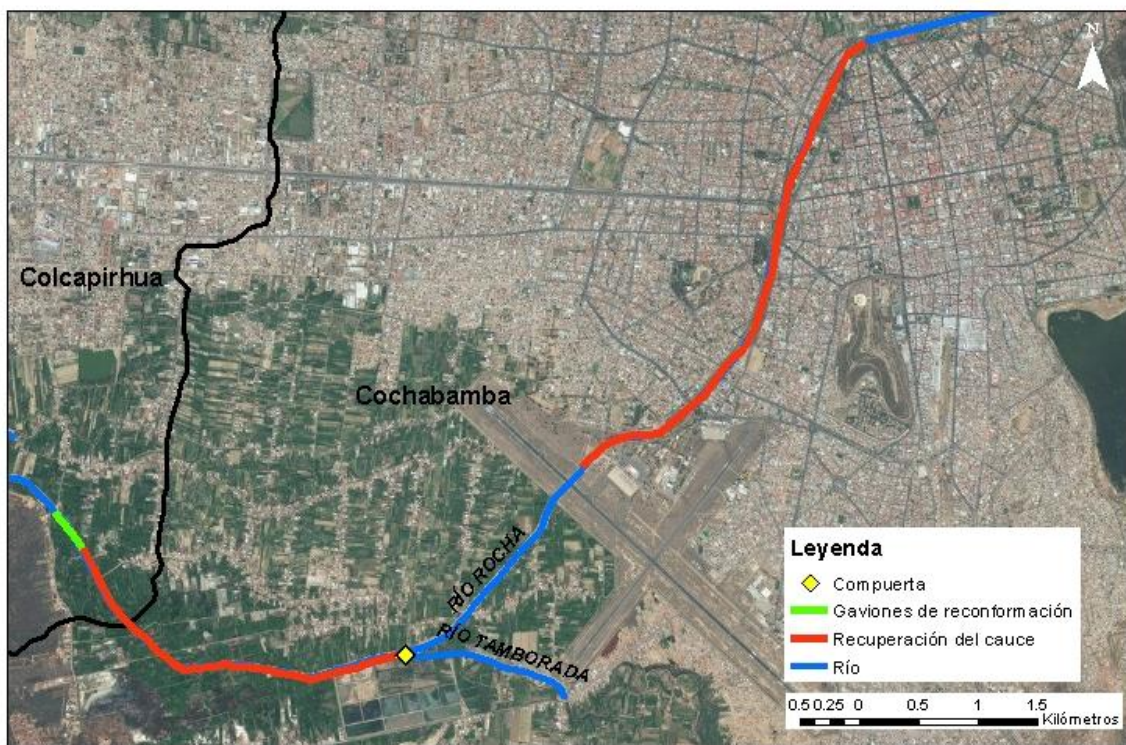 N
Colcapirhua
Cochabamba
RÍO ROCHA
RÍO TAMBORADA
Leyenda
Compuerta
Gaviones de reconformación
Recuperación del cauce
Río
0.5 0.25 0 0.5 1 1.5
Kilómetros